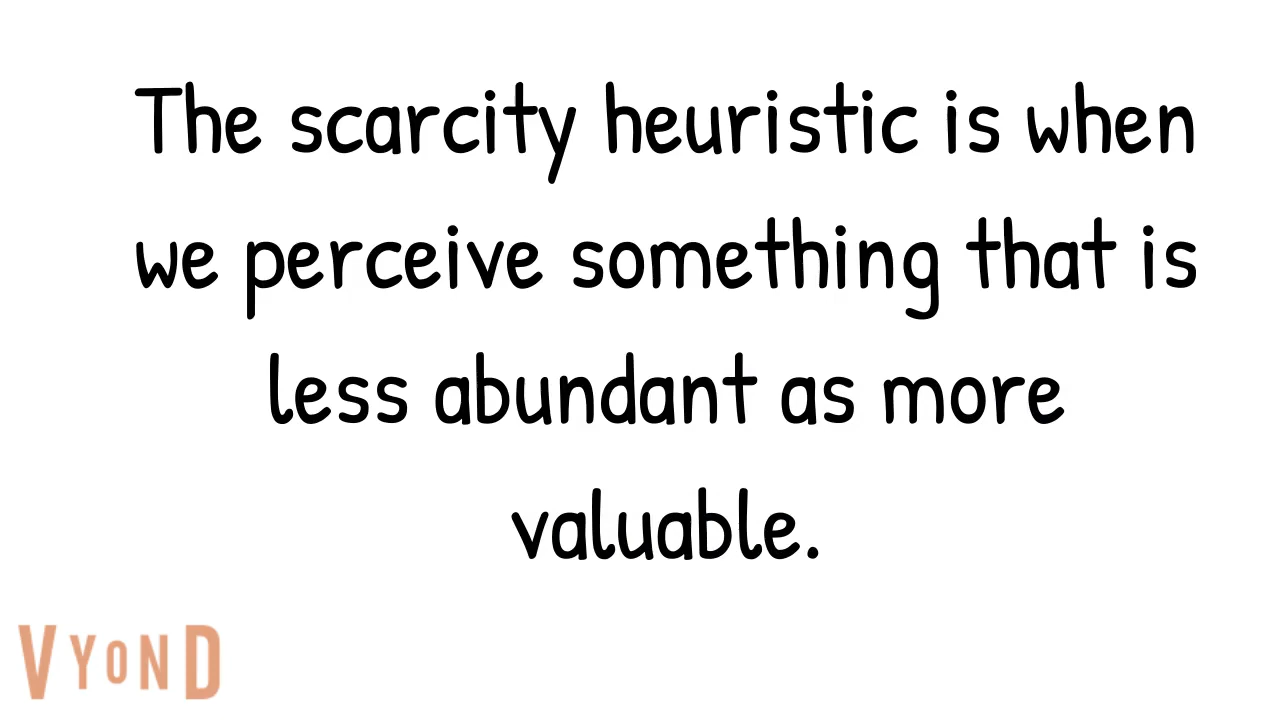 The scarcity heuristic is when
we perceive something that is
less abundant as more
valuable.
VYOND